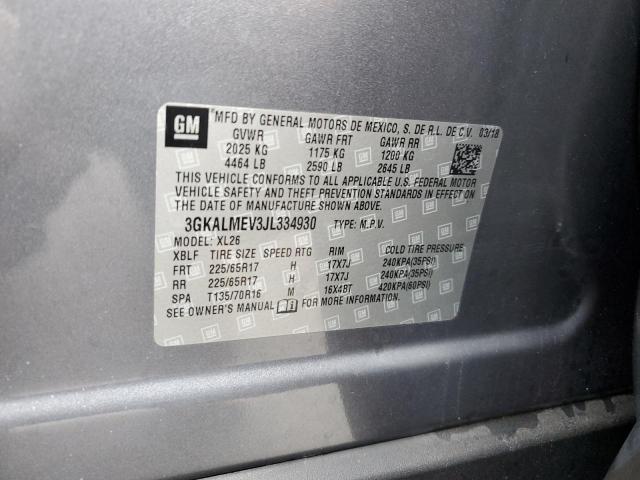 GM
MFD BY GENERAL MOTORS DE MEXICO, S. DE R.L. DE C.V. 03/18
GVWR GAWR FRT GAWR RR
2025 KG 1175 KG 1200 KG
4464 LB 2590 LB 2645 LB
THIS VEHICLE CONFORMS TO ALL APPLICABLE U.S. FEDERAL MOTOR
VEHICLE SAFETY AND THEFT PREVENTION STANDARDS IN EFFECT ON
THE DATE OF MANUFACTURE SHOWN ABOVE.
3GKALMEV3JL334930 TYPE: M.P.V.
MODEL: XL26
XBLF TIRE SIZE SPEED RTG RIM COLD TIRE PRESSURE
FRT 225/65R17 H 17X7J 240KPA(35PSI)
RR 225/65R17 H 17X7J 240KPA(35PSI)
SPA T135/70R16 M 16X4BT 420KPA(60PSI)
SEE OWNER'S MANUAL FOR MORE INFORMATION.